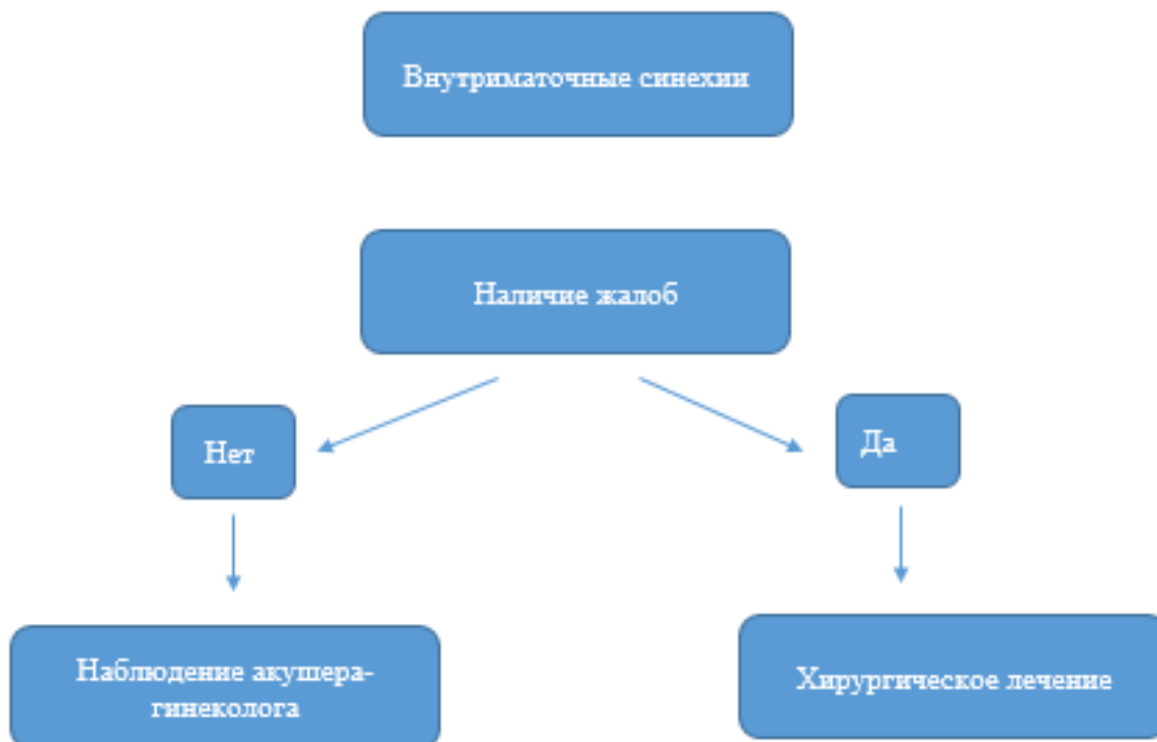 Внутриматочные синехии
Наличие жалоб
Нет
Да
Наблюдение акушера-
гинеколога
Хирургическое лечение